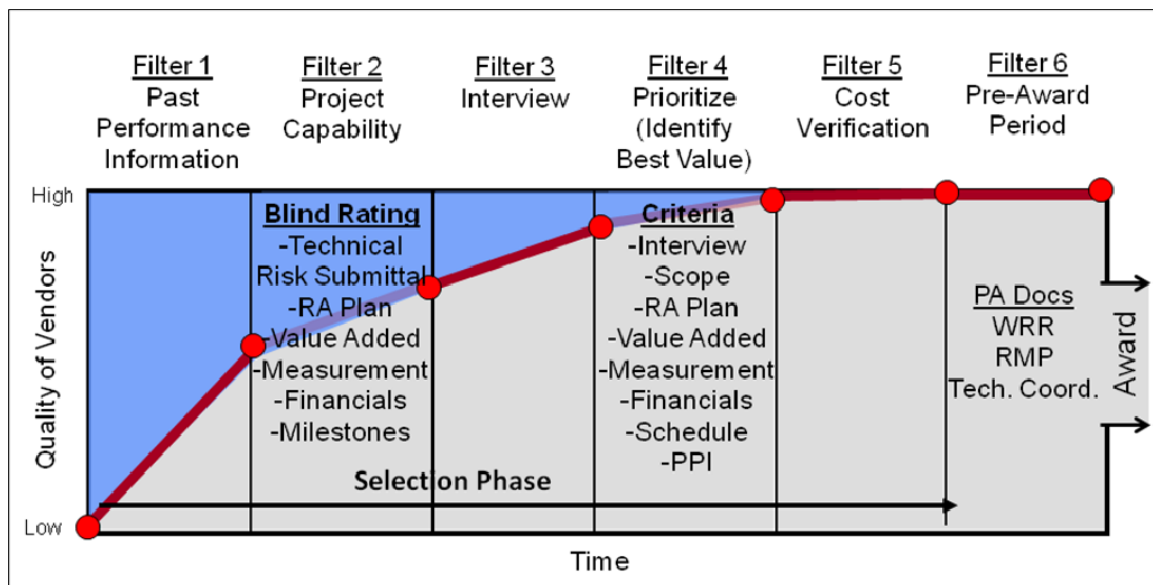 Filter 1
Past
Performance
Information
Filter 2
Project
Capability
Filter 3
Interview
Filter 4
Prioritize
(Identify
Best Value)
Filter 5
Cost
Verification
Filter 6
Pre-Award
Period
High
Low
Quality of Vendors
Blind Rating
-Technical
Risk Submittal
-RA Plan
-Value Added
-Measurement
-Financials
-Milestones
Criteria
-Interview
-Scope
-RA Plan
-Value Added
-Measurement
-Financials
-Schedule
-PPI
PA Docs
WRR
RMP
Tech. Coord.
Award
Selection Phase
Time